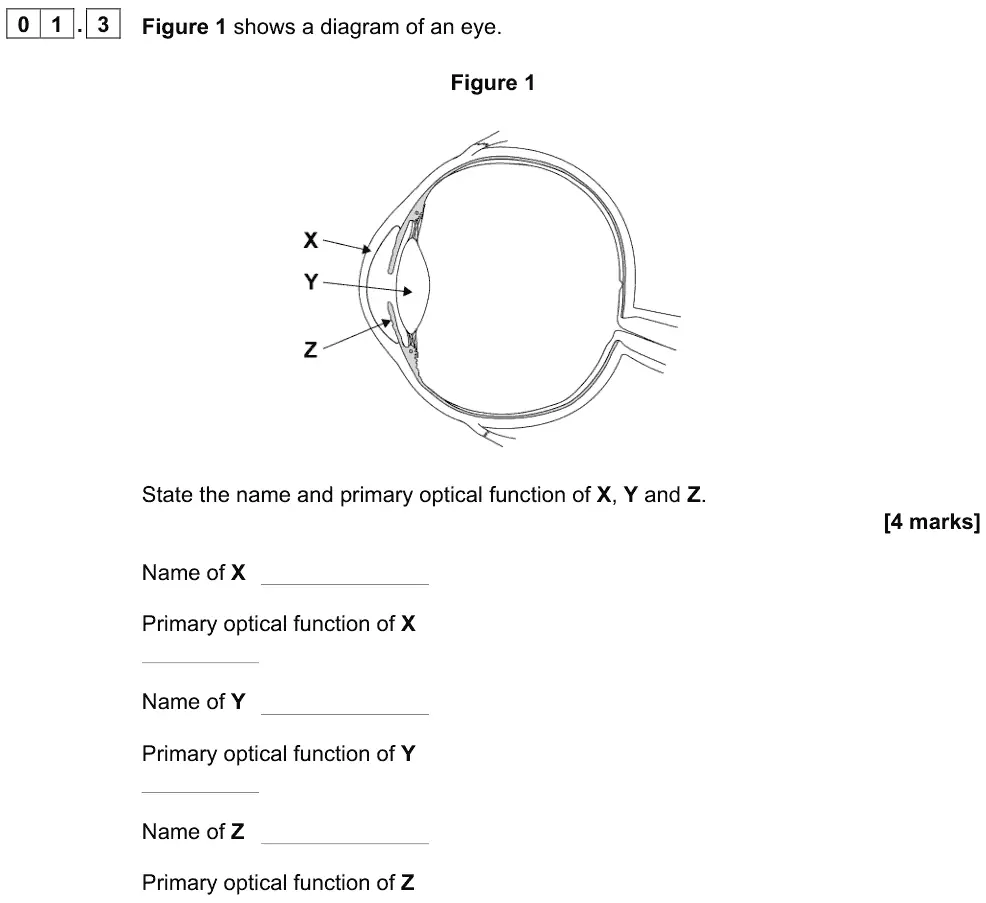 0 1 . 3 Figure 1 shows a diagram of an eye.
Figure 1
X
Y
Z
State the name and primary optical function of X, Y and Z.
[4 marks]
Name of X
Primary optical function of X
Name of Y
Primary optical function of Y
Name of Z
Primary optical function of Z